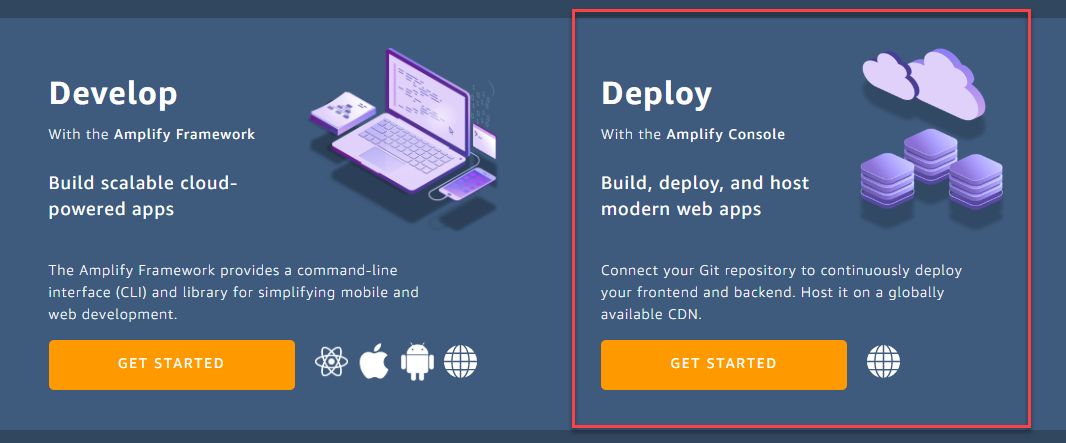 Develop
With the Amplify Framework
Build scalable cloud-
powered apps
The Amplify Framework provides a command-line
interface (CLI) and library for simplifying mobile and
web development.
GET STARTED
Deploy
With the Amplify Console
Build, deploy, and host
modern web apps
Connect your Git repository to continuously deploy
your frontend and backend. Host it on a globally
available CDN.
GET STARTED